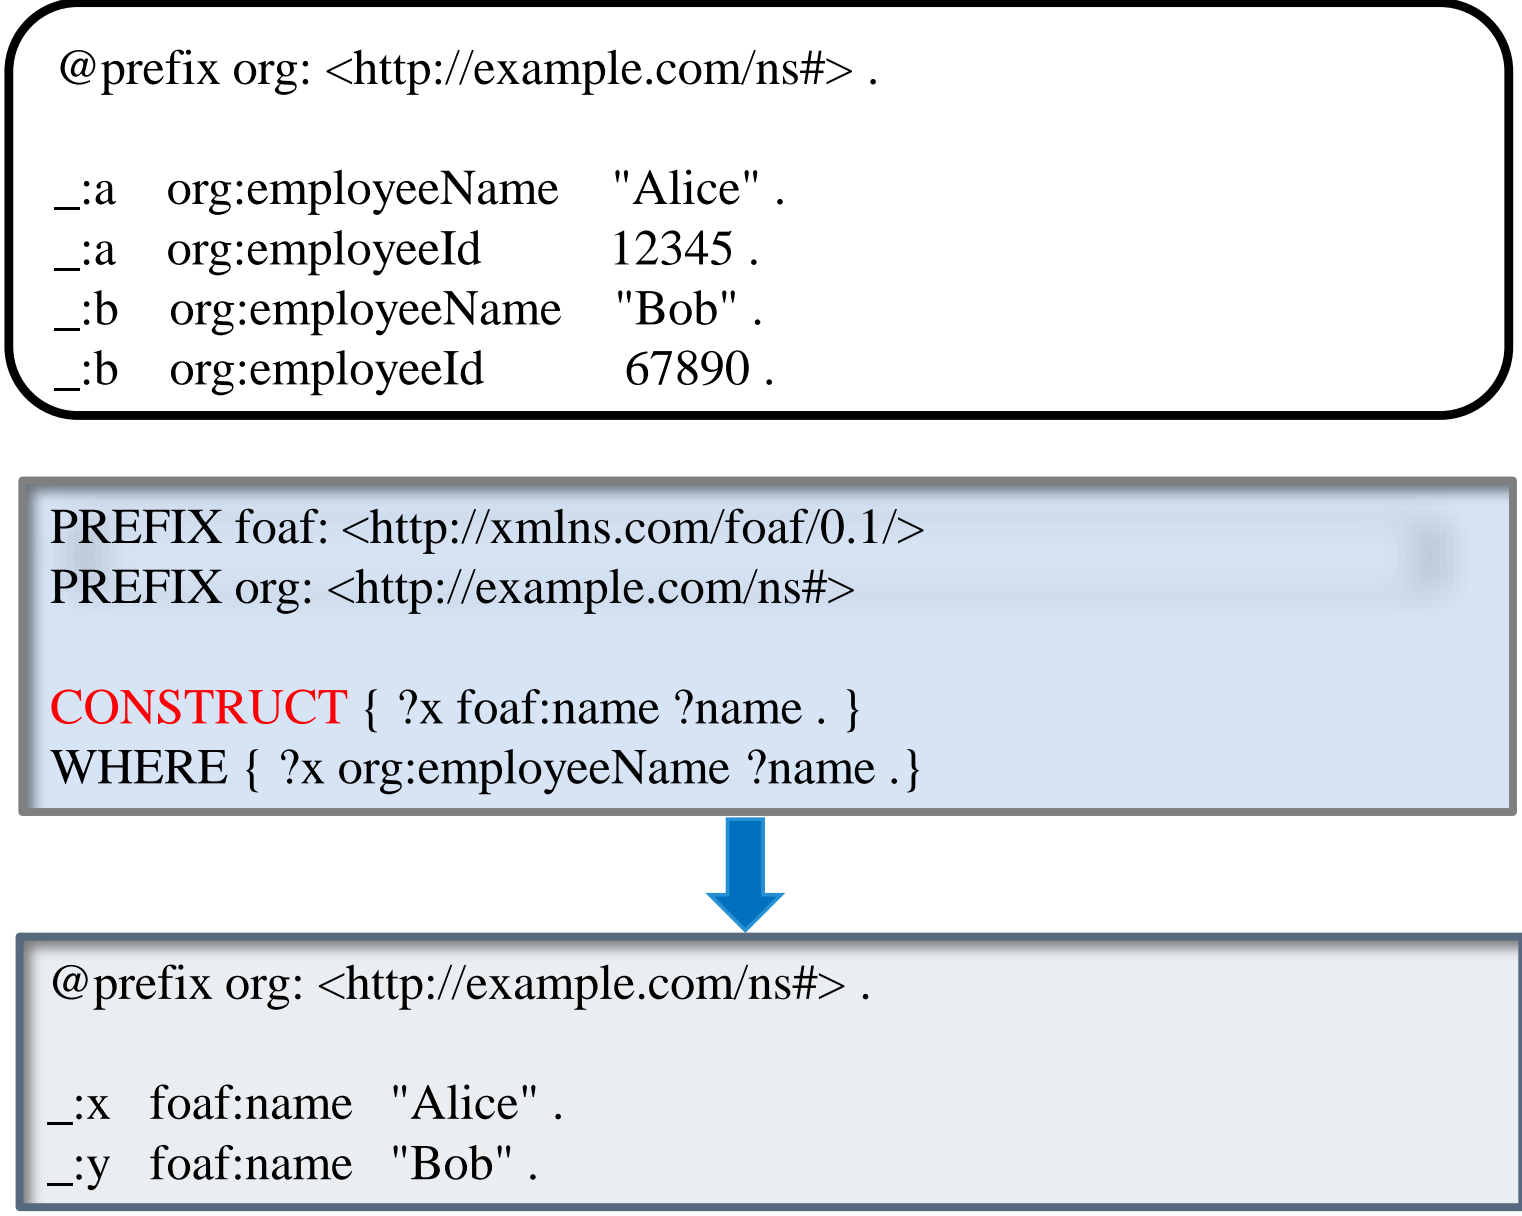 @prefix org: <http://example.com/ns#> .
_:a org:employeeName "Alice" .
_:a org:employeeId 12345 .
_:b org:employeeName "Bob" .
_:b org:employeeId 67890 .
PREFIX foaf: <http://xmlns.com/foaf/0.1/>
PREFIX org: <http://example.com/ns#>
CONSTRUCT { ?x foaf:name ?name . }
WHERE { ?x org:employeeName ?name .}
@prefix org: <http://example.com/ns#> .
_:x foaf:name "Alice" .
_:y foaf:name "Bob" .